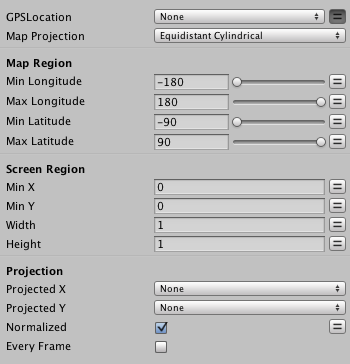 GPSLocation None
Map Projection Equidistant Cylindrical
Map Region
Min Longitude -180
Max Longitude 180
Min Latitude -90
Max Latitude 90
Screen Region
Min X 0
Min Y 0
Width 1
Height 1
Projection
Projected X None
Projected Y None
Normalized
Every Frame